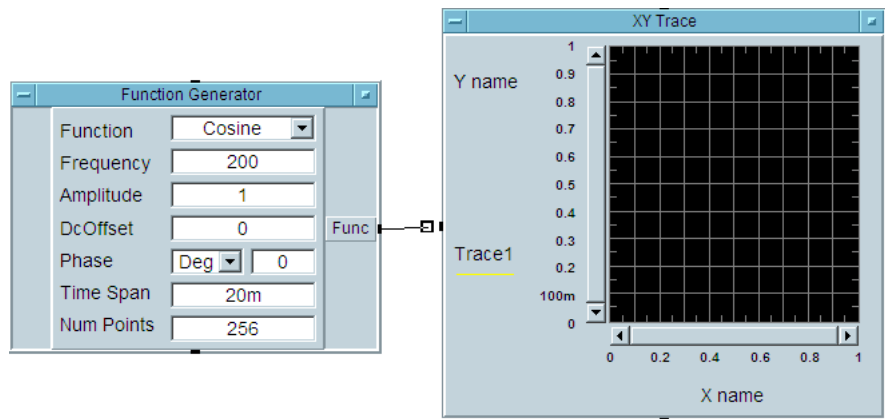 Function Generator
Function Cosine
Frequency 200
Amplitude 1
DcOffset 0
Func
Phase Deg 0
Time Span 20m
Num Points 256
XY Trace
Y name
Trace1
1
0.9
0.8
0.7
0.6
0.5
0.4
0.3
0.2
100m
0
0 0.2 0.4 0.6 0.8 1
X name